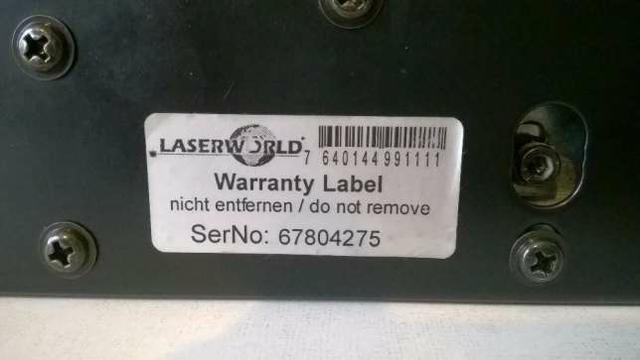 LASERWORLD
7 640144 991111
Warranty Label
nicht entfernen / do not remove
SerNo: 67804275